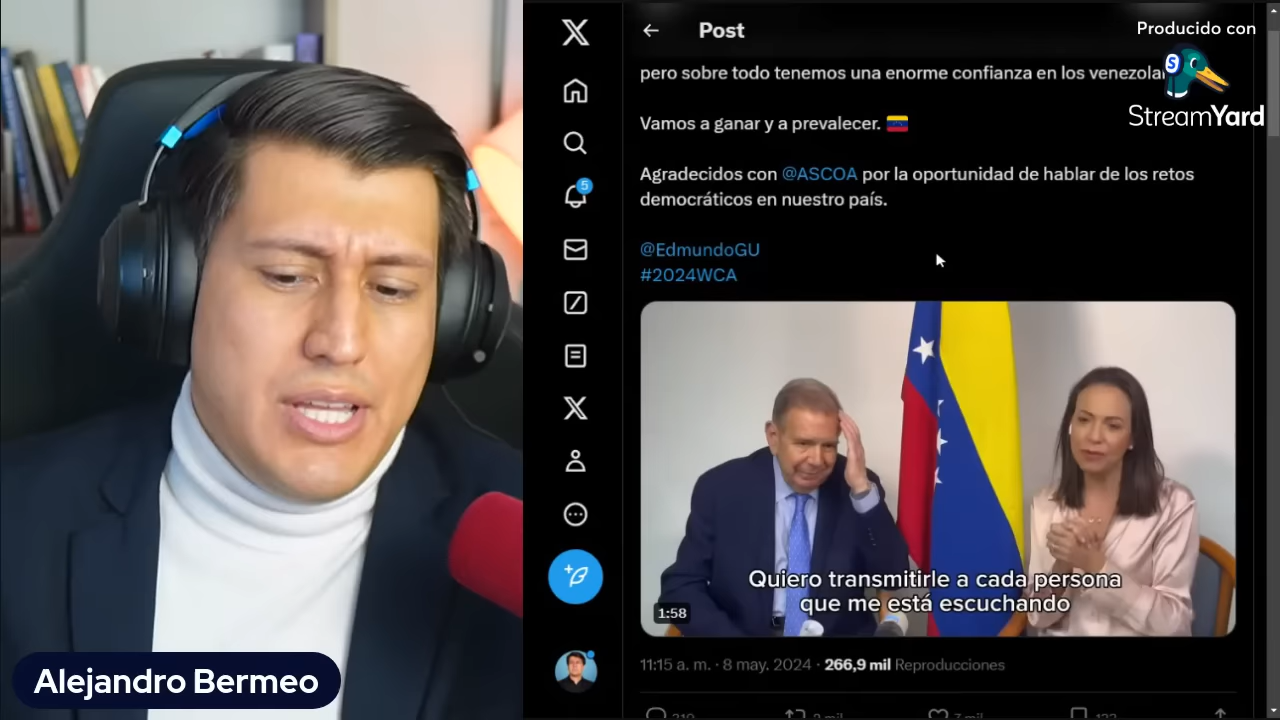 Producido con
StreamYard
Post
pero sobre todo tenemos una enorme confianza en los
Vamos a ganar y a prevalecer.
Agradecidos con @ASCOA por la oportunidad de hablar de los retos
democráticos en nuestro país.
@EdmundoGU
#2024WCA
5
Quiero transmitirle a cada persona
que me está escuchando
1:58
11:15 a. m. · 8 may. 2024 · 266,9 mil Reproducciones
Alejandro Bermeo